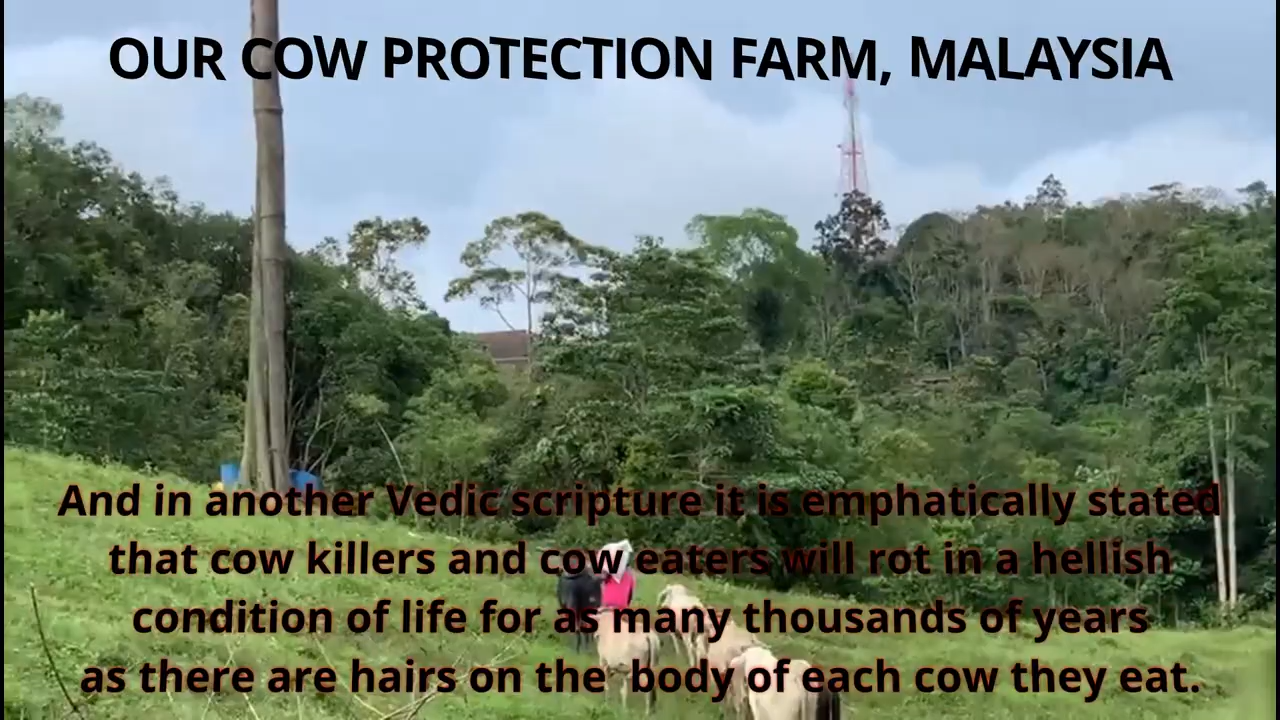 OUR COW PROTECTION FARM, MALAYSIA
And in another Vedic scripture it is emphatically stated
that cow killers and cow eaters will rot in a hellish
condition of life for as many thousands of years
as there are hairs on the body of each cow they eat.